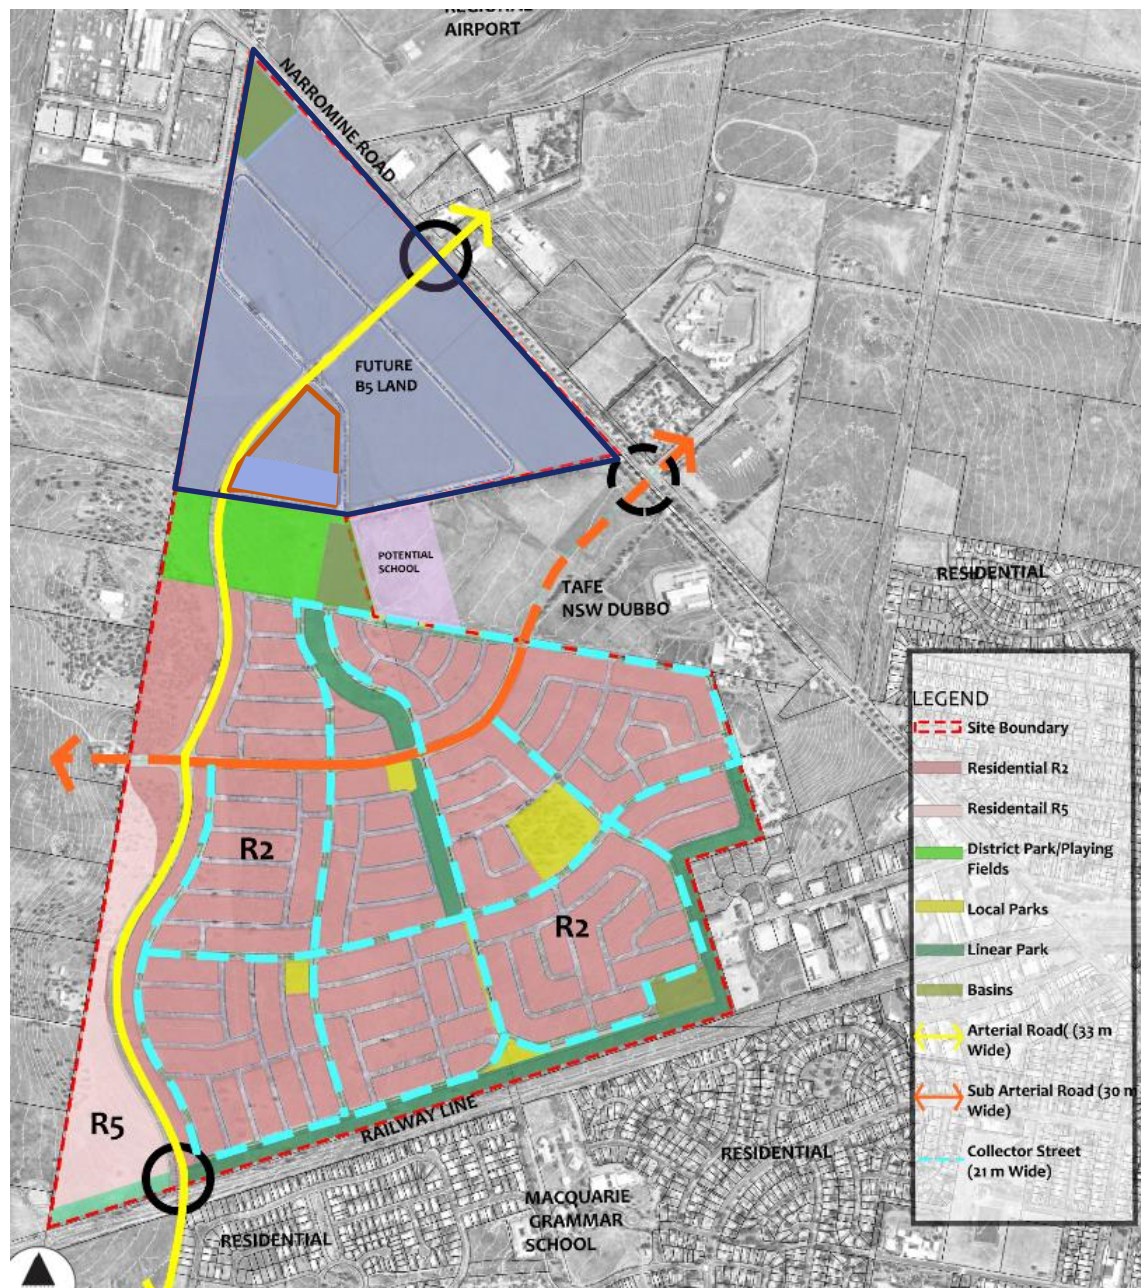 REGIONAL
AIRPORT
NARROMINE ROAD
FUTURE
B5 LAND
POTENTIAL
SCHOOL
TAFE
NSW DUBBO
RESIDENTIAL
LEGEND
Site Boundary
Residential R2
Residentail R5
District Park/Playing
Fields
Local Parks
Linear Park
Basins
Arterial Road( (33 m
Wide)
Sub Arterial Road (30 m
Wide)
Collector Street
(21 m Wide)
R2
R2
R5
RAILWAY LINE
RESIDENTIAL
MACQUARIE
GRAMMAR
SCHOOL
RESIDENTIAL